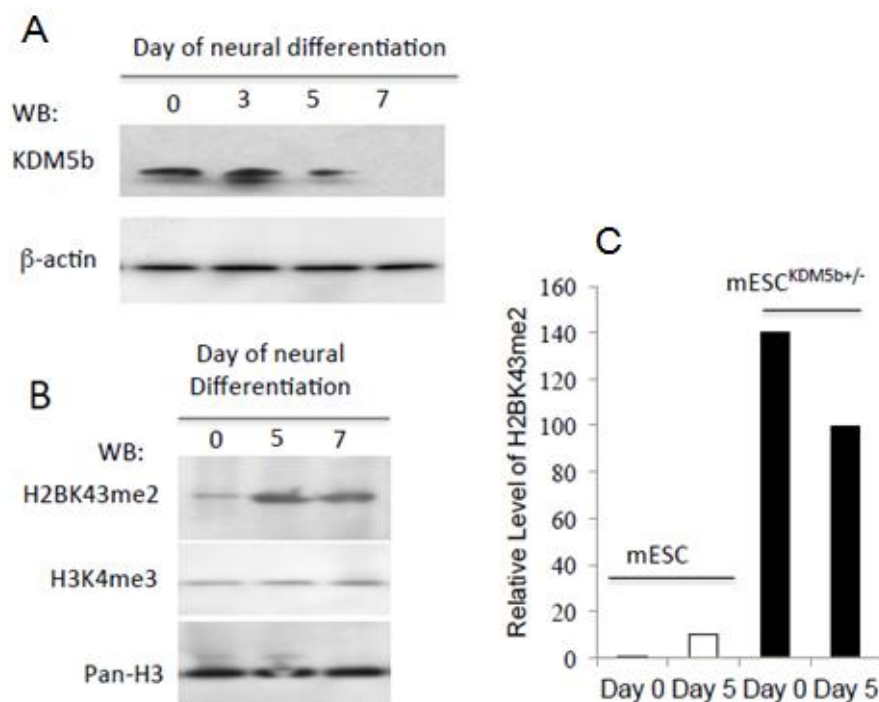 A
Day of neural differentiation
WB:
0 3 5 7
KDM5b
β-actin
B
Day of neural
Differentiation
WB:
0 5 7
H2BK43me2
H3K4me3
Pan-H3
C
mESCKDM5b+/-
mESC
Relative Level of H2BK43me2
160
140
120
100
80
60
40
20
0
Day 0 Day 5 Day 0 Day 5